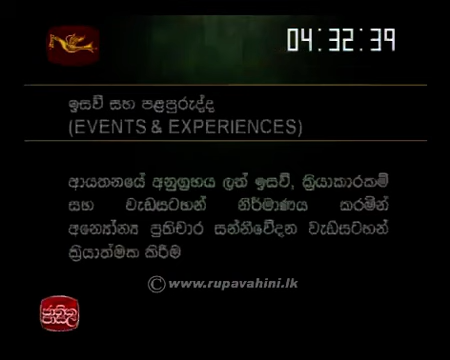 04:32:39
ඉසව් සහ පළපුරුද්ද
(EVENTS & EXPERIENCES)
ආයතනයේ අනුග්‍රහය ලත් ඉසව්, ක්‍රියාකාරකම්
සහ වැඩසටහන් නිර්මාණය කරමින්
අන්‍යෝන්‍ය ප්‍රතිචාර සන්නිවේදන වැඩසටහන්
ක්‍රියාත්මක කිරීම
© www.rupavahini.lk
ජාතික
පාසල